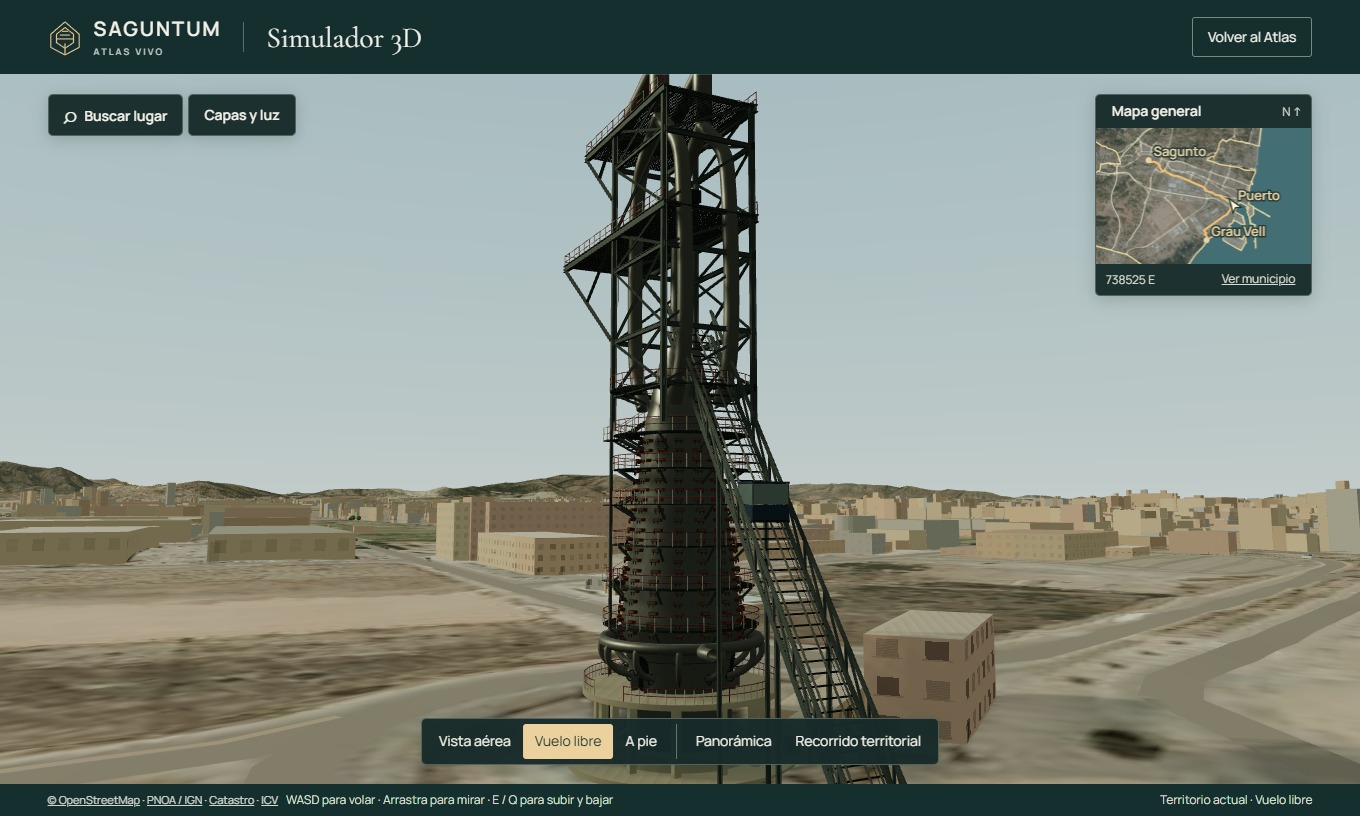 SAGUNTUM
ATLAS VIVO
Simulador 3D
Volver al Atlas
Buscar lugar
Capas y luz
Mapa general
N ↑
Sagunto
Puerto
Grau Vell
738525 E
Ver municipio
Vista aérea
Vuelo libre
A pie
Panorámica
Recorrido territorial
© OpenStreetMap · PNOA / IGN · Catastro · ICV WASD para volar · Arrastra para mirar · E / Q para subir y bajar
Territorio actual · Vuelo libre